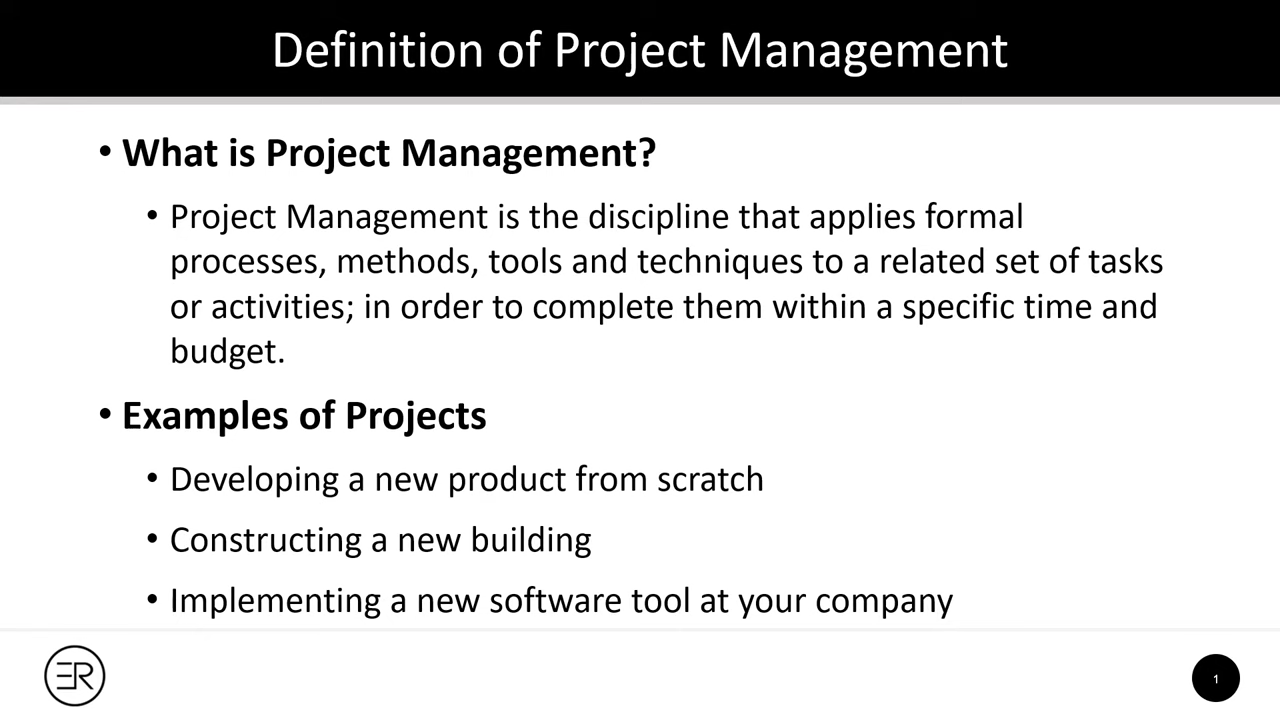 Definition of Project Management
• What is Project Management?
• Project Management is the discipline that applies formal
processes, methods, tools and techniques to a related set of tasks
or activities; in order to complete them within a specific time and
budget.
• Examples of Projects
• Developing a new product from scratch
• Constructing a new building
• Implementing a new software tool at your company
ER
1